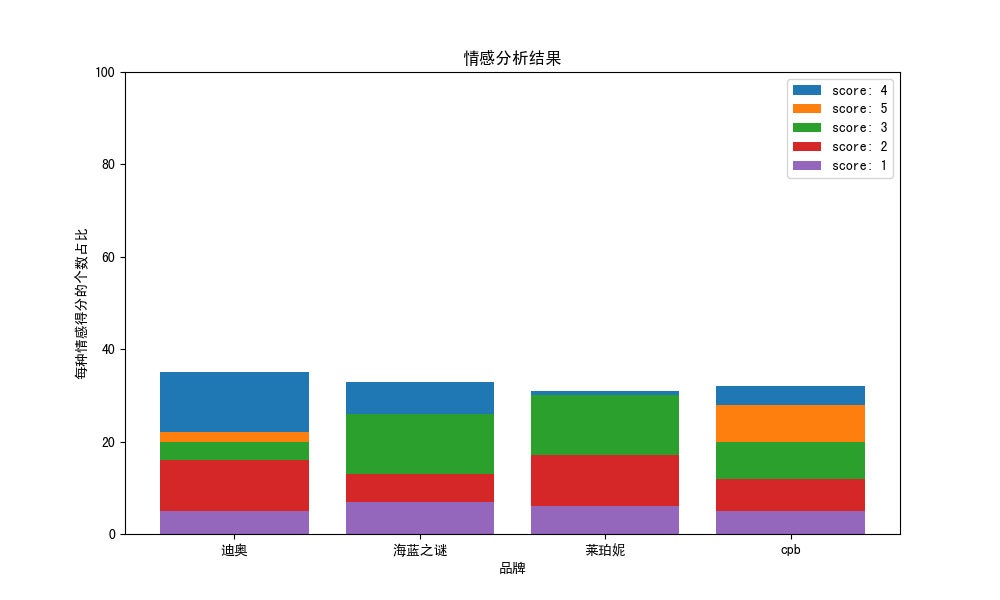 情感分析结果
100
80
60
40
20
0
每种情感得分的个数占比
score: 4
score: 5
score: 3
score: 2
score: 1
迪奥 海蓝之谜 莱珀妮 cpb
品牌